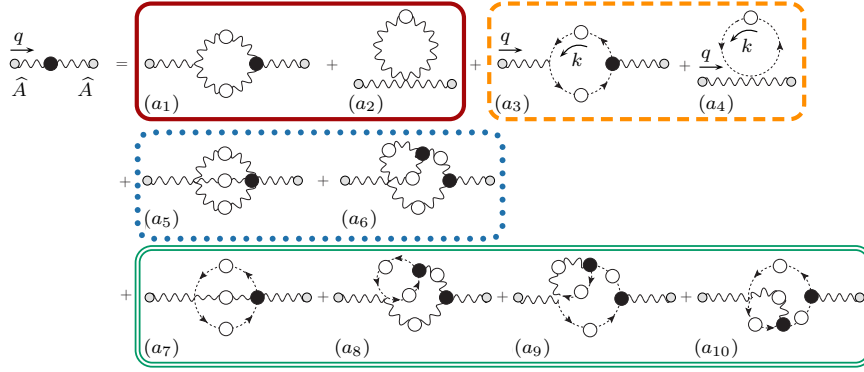 q
=
+
+
+
q
k
q
k
Â
Â
(a₁)
(a₂)
(a₃)
(a₄)
+
+
(a₅)
(a₆)
+
+
+
+
(a₇)
(a₈)
(a₉)
(a₁₀)